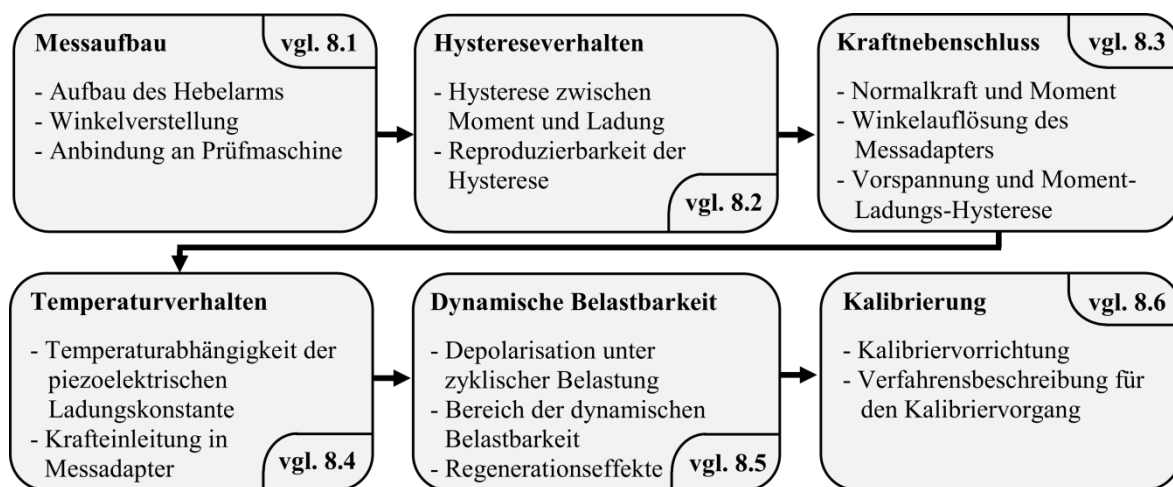 Messaufbau
vgl. 8.1
- Aufbau des Hebelarms
- Winkelverstellung
- Anbindung an Prüfmaschine
Hystereseverhalten
- Hysterese zwischen
Moment und Ladung
- Reproduzierbarkeit der
Hysterese
vgl. 8.2
Kraftnebenschluss
vgl. 8.3
- Normalkraft und Moment
- Winkelauflösung des
Messadapters
- Vorspannung und Moment-
Ladungs-Hysterese
Temperaturverhalten
- Temperaturabhängigkeit der
piezoelektrischen
Ladungskonstante
- Krafteinleitung in
Messadapter
vgl. 8.4
Dynamische Belastbarkeit
- Depolarisation unter
zyklischer Belastung
- Bereich der dynamischen
Belastbarkeit
- Regenerationseffekte
vgl. 8.5
Kalibrierung
vgl. 8.6
- Kalibriervorrichtung
- Verfahrensbeschreibung für
den Kalibriervorgang